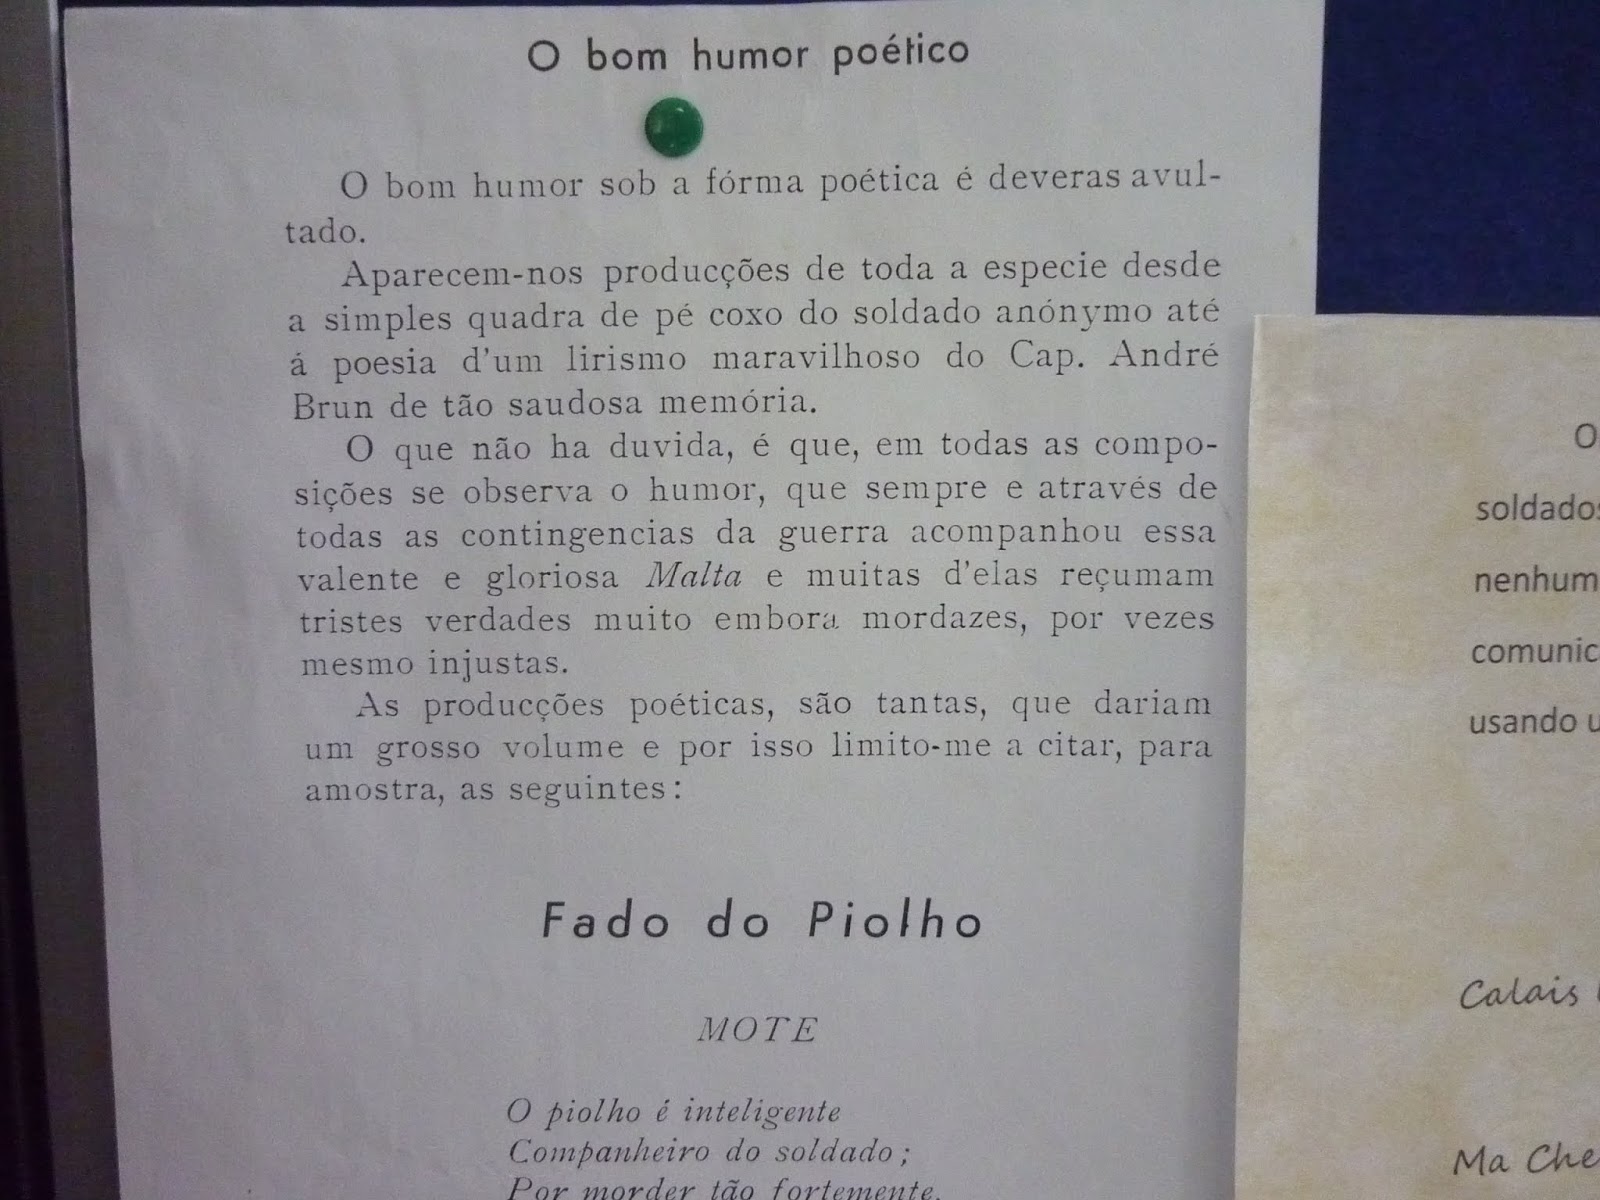 O bom humor poético
O bom humor sob a fórma poética é deveras avul-
tado.
Aparecem-nos producções de toda a especie desde
a simples quadra de pé coxo do soldado anónymo até
á poesia d'um lirismo maravilhoso do Cap. André
Brun de tão saudosa memória.
O que não ha duvida, é que, em todas as compo-
sições se observa o humor, que sempre e através de
todas as contingencias da guerra acompanhou essa
valente e gloriosa Malta e muitas d'elas reçumam
tristes verdades muito embora mordazes, por vezes
mesmo injustas.
As producções poéticas, são tantas, que dariam
um grosso volume e por isso limito-me a citar, para
amostra, as seguintes:
Fado do Piolho
MOTE
O piolho é inteligente
Companheiro do soldado;
Por morder tão fortemente,
O
nenhum
usando
Calais
Ma